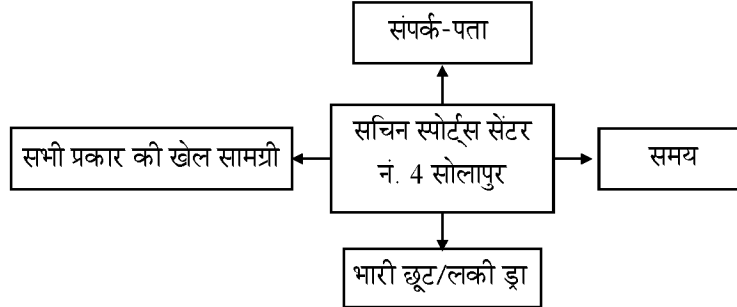 संपर्क-पता
सचिन स्पोर्ट्स सेंटर
नं. 4 सोलापुर
सभी प्रकार की खेल सामग्री
समय
भारी छूट/लकी ड्रा